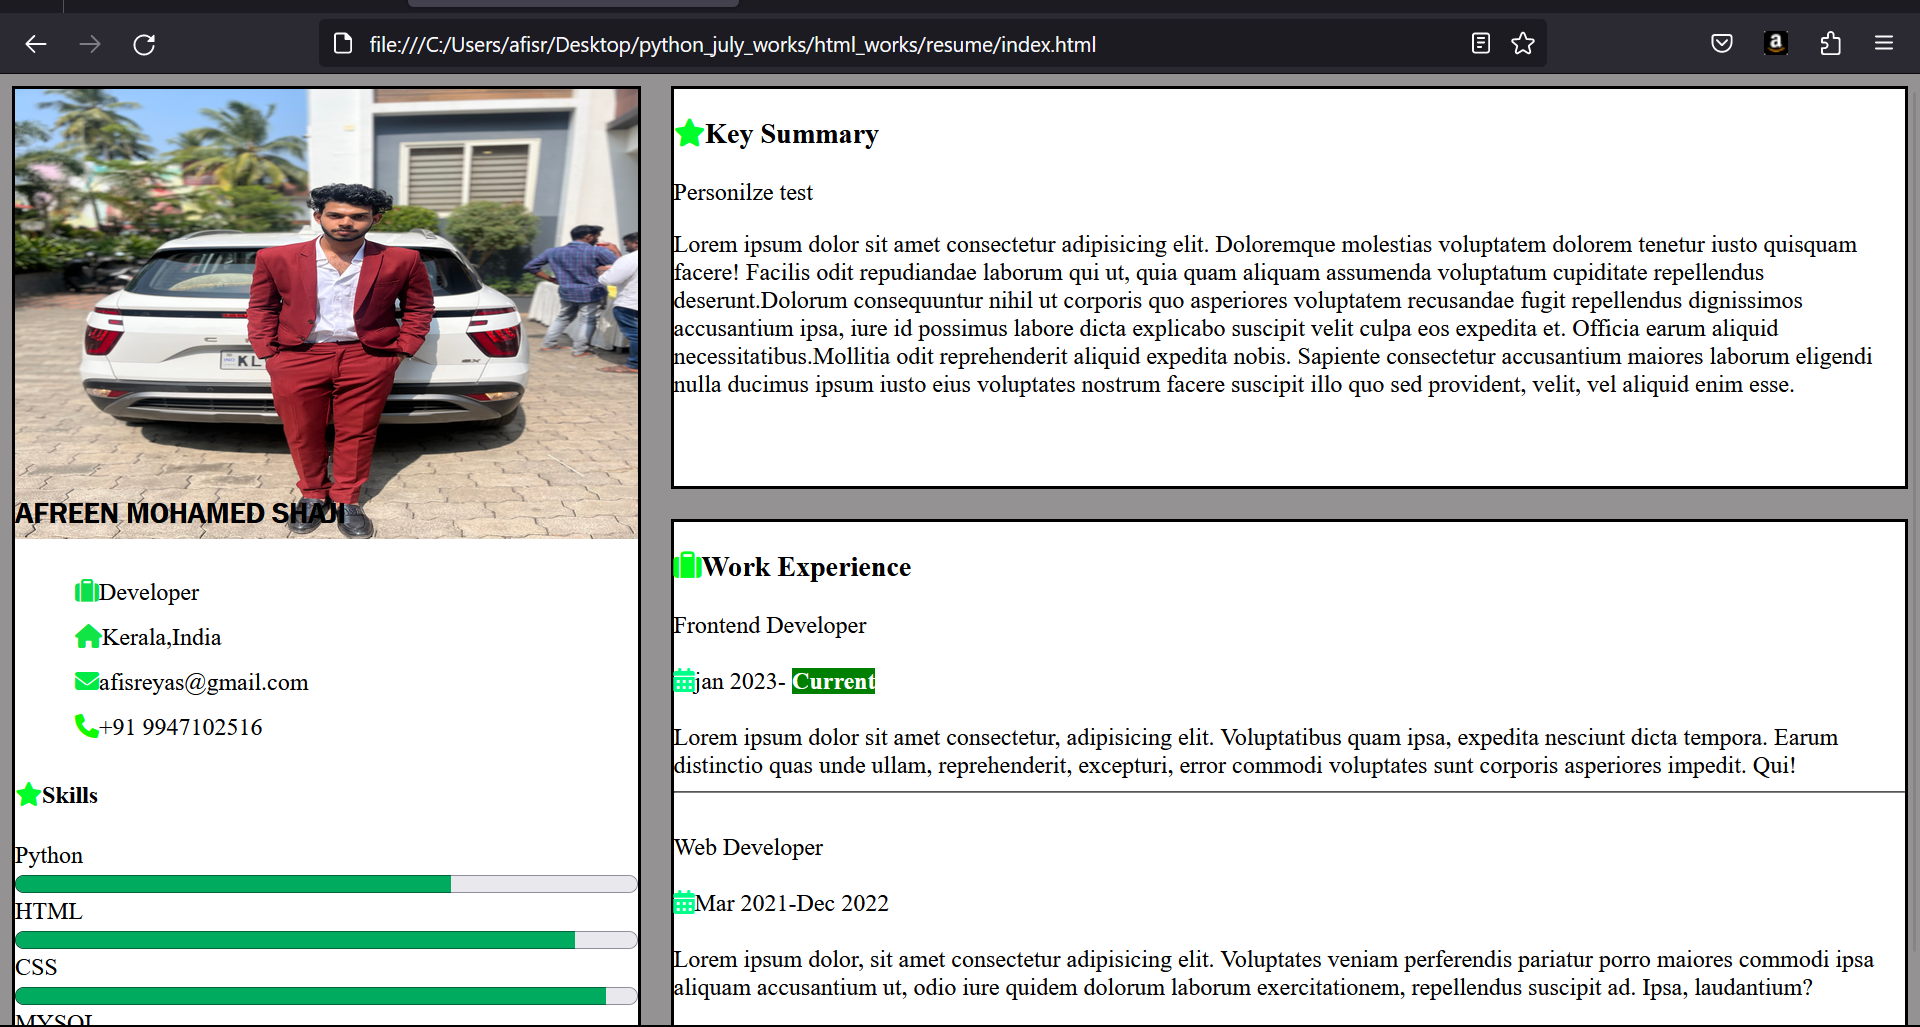 file:///C:/Users/afisr/Desktop/python_july_works/html_works/resume/index.html
KL
AFREEN MOHAMED SHAJI
Developer
Kerala,India
afisreyas@gmail.com
+91 9947102516
Skills
Python
HTML
CSS
MYSQL
Key Summary
Personilze test
Lorem ipsum dolor sit amet consectetur adipisicing elit. Doloremque molestias voluptatem dolorem tenetur iusto quisquam
facere! Facilis odit repudiandae laborum qui ut, quia quam aliquam assumenda voluptatum cupiditate repellendus
deserunt.Dolorum consequuntur nihil ut corporis quo asperiores voluptatem recusandae fugit repellendus dignissimos
accusantium ipsa, iure id possimus labore dicta explicabo suscipit velit culpa eos expedita et. Officia earum aliquid
necessitatibus.Mollitia odit reprehenderit aliquid expedita nobis. Sapiente consectetur accusantium maiores laborum eligendi
nulla ducimus ipsum iusto eius voluptates nostrum facere suscipit illo quo sed provident, velit, vel aliquid enim esse.
Work Experience
Frontend Developer
jan 2023- Current
Lorem ipsum dolor sit amet consectetur, adipisicing elit. Voluptatibus quam ipsa, expedita nesciunt dicta tempora. Earum
distinctio quas unde ullam, reprehenderit, excepturi, error commodi voluptates sunt corporis asperiores impedit. Qui!
Web Developer
Mar 2021-Dec 2022
Lorem ipsum dolor, sit amet consectetur adipisicing elit. Voluptates veniam perferendis pariatur porro maiores commodi ipsa
aliquam accusantium ut, odio iure quidem dolorum laborum exercitationem, repellendus suscipit ad. Ipsa, laudantium?